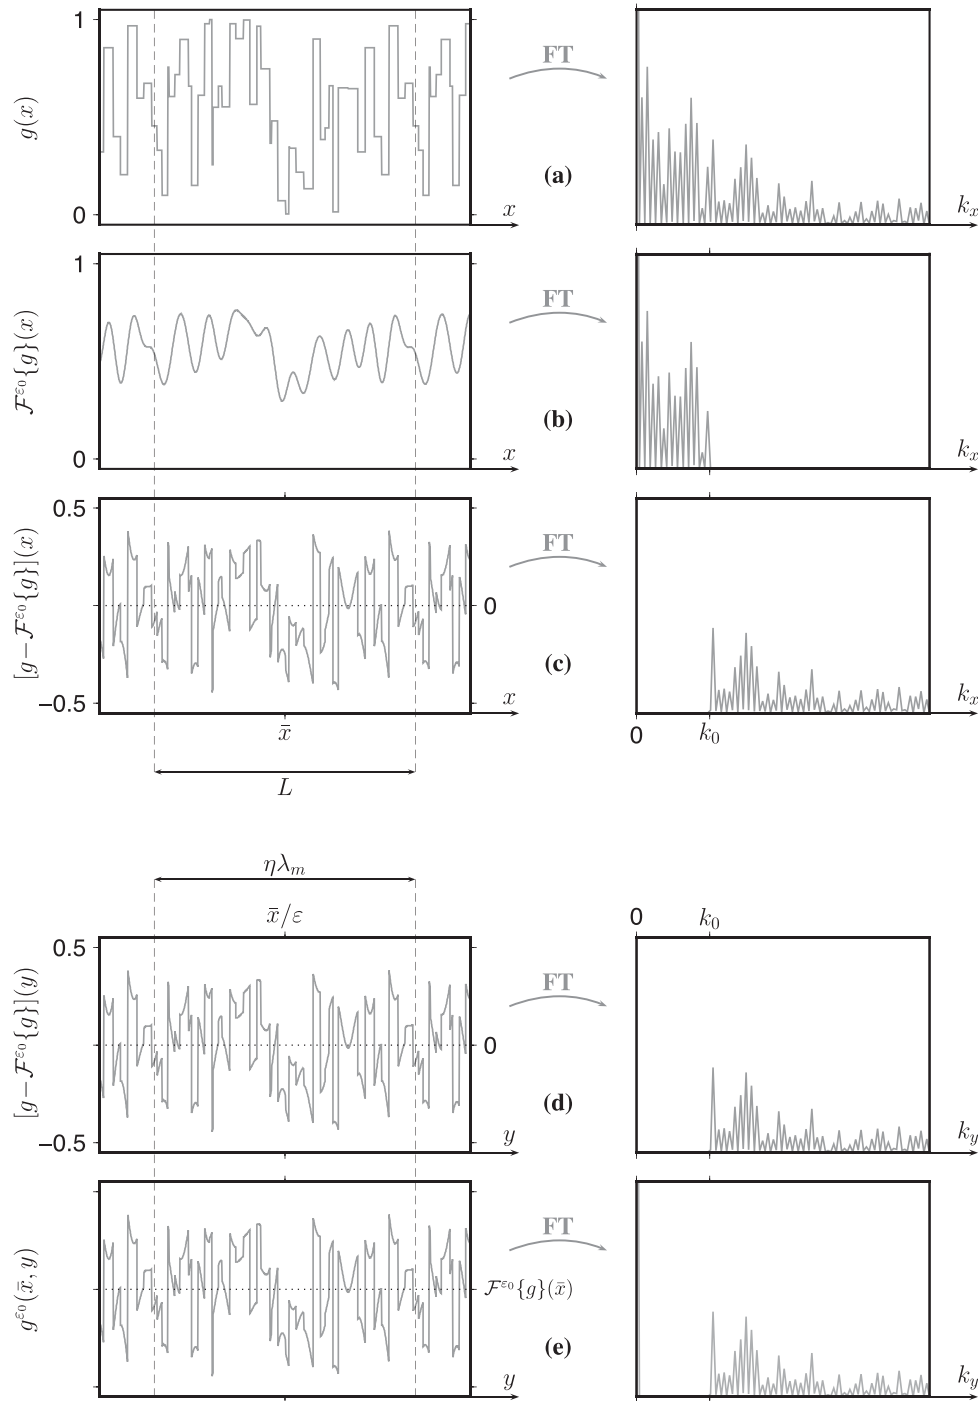 1
g(x)
0
x
FT
(a)
k_x
1
𝓕^{ε₀}{g}(x)
0
x
FT
(b)
k_x
0.5
[g−𝓕^{ε₀}{g}](x)
−0.5
0
x
x̄
L
FT
(c)
k_x
0 k₀
ηλ_m
x̄/ε
0 k₀
0.5
[g−𝓕^{ε₀}{g}](y)
−0.5
0
y
FT
(d)
k_y
g^{ε₀}(x̄, y)
𝓕^{ε₀}{g}(x̄)
y
FT
(e)
k_y